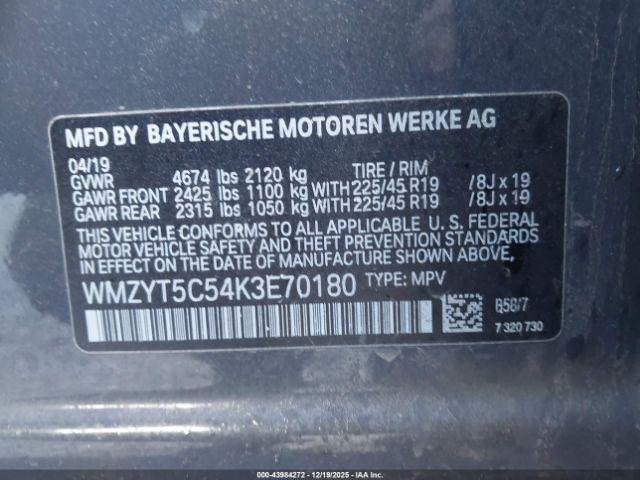 MFD BY BAYERISCHE MOTOREN WERKE AG
04/19
GVWR 4674 lbs 2120 kg TIRE / RIM
GAWR FRONT 2425 lbs 1100 kg WITH 225/45 R19 /8J x 19
GAWR REAR 2315 lbs 1050 kg WITH 225/45 R19 /8J x 19
THIS VEHICLE CONFORMS TO ALL APPLICABLE U. S. FEDERAL
MOTOR VEHICLE SAFETY AND THEFT PREVENTION STANDARDS
IN EFFECT ON THE DATE OF MANUFACTURE SHOWN ABOVE.
WMZYT5C54K3E70180 TYPE: MPV
B58/7
7 320 730
000-43984272 - 12/19/2025 - IAA Inc.